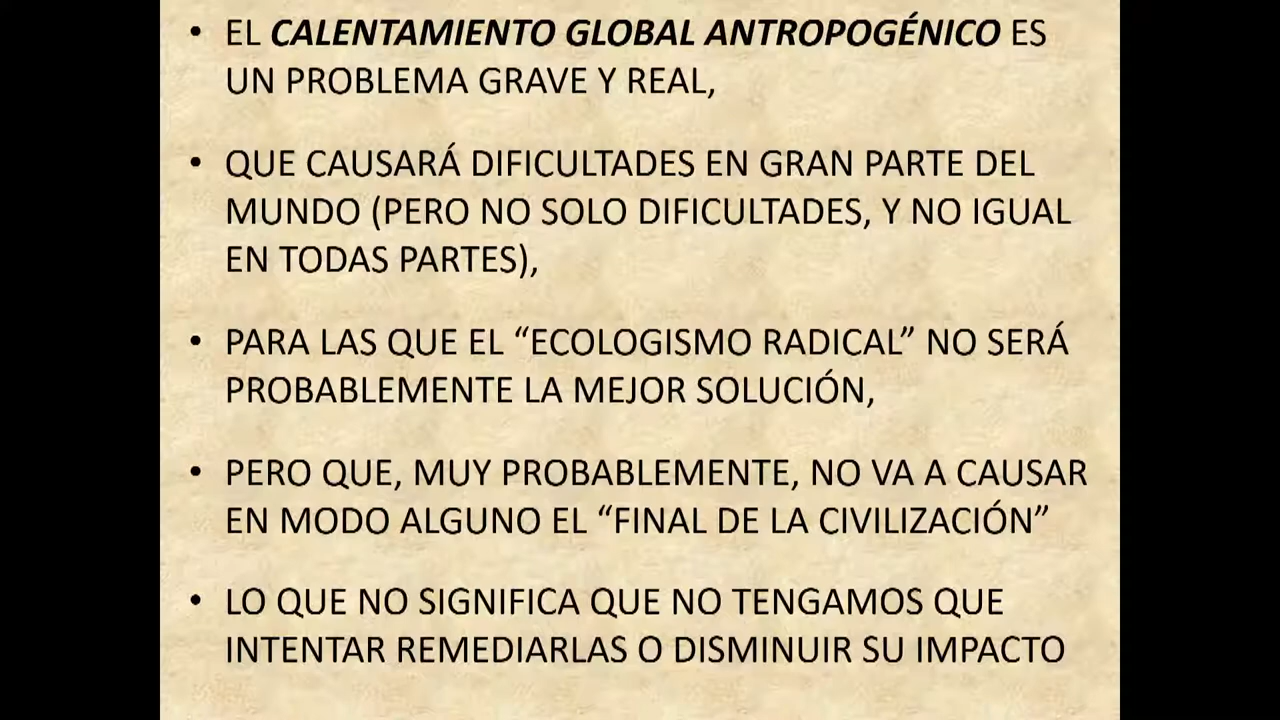 • EL CALENTAMIENTO GLOBAL ANTROPOGÉNICO ES
UN PROBLEMA GRAVE Y REAL,
• QUE CAUSARÁ DIFICULTADES EN GRAN PARTE DEL
MUNDO (PERO NO SOLO DIFICULTADES, Y NO IGUAL
EN TODAS PARTES),
• PARA LAS QUE EL “ECOLOGISMO RADICAL” NO SERÁ
PROBABLEMENTE LA MEJOR SOLUCIÓN,
• PERO QUE, MUY PROBABLEMENTE, NO VA A CAUSAR
EN MODO ALGUNO EL “FINAL DE LA CIVILIZACIÓN”
• LO QUE NO SIGNIFICA QUE NO TENGAMOS QUE
INTENTAR REMEDIARLAS O DISMINUIR SU IMPACTO